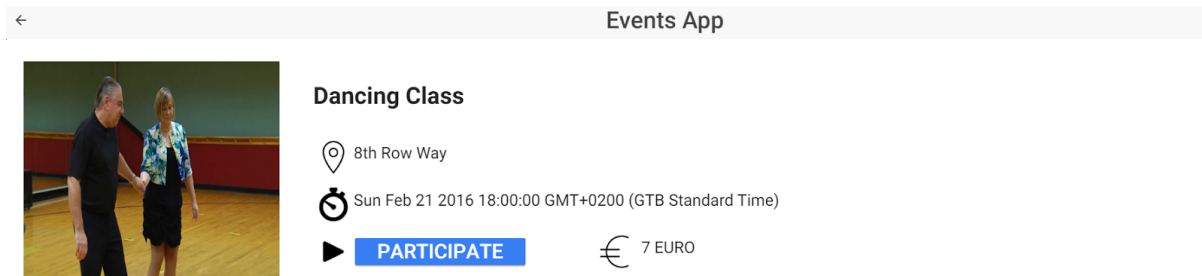 Events App
Dancing Class
8th Row Way
Sun Feb 21 2016 18:00:00 GMT+0200 (GTB Standard Time)
PARTICIPATE
7 EURO